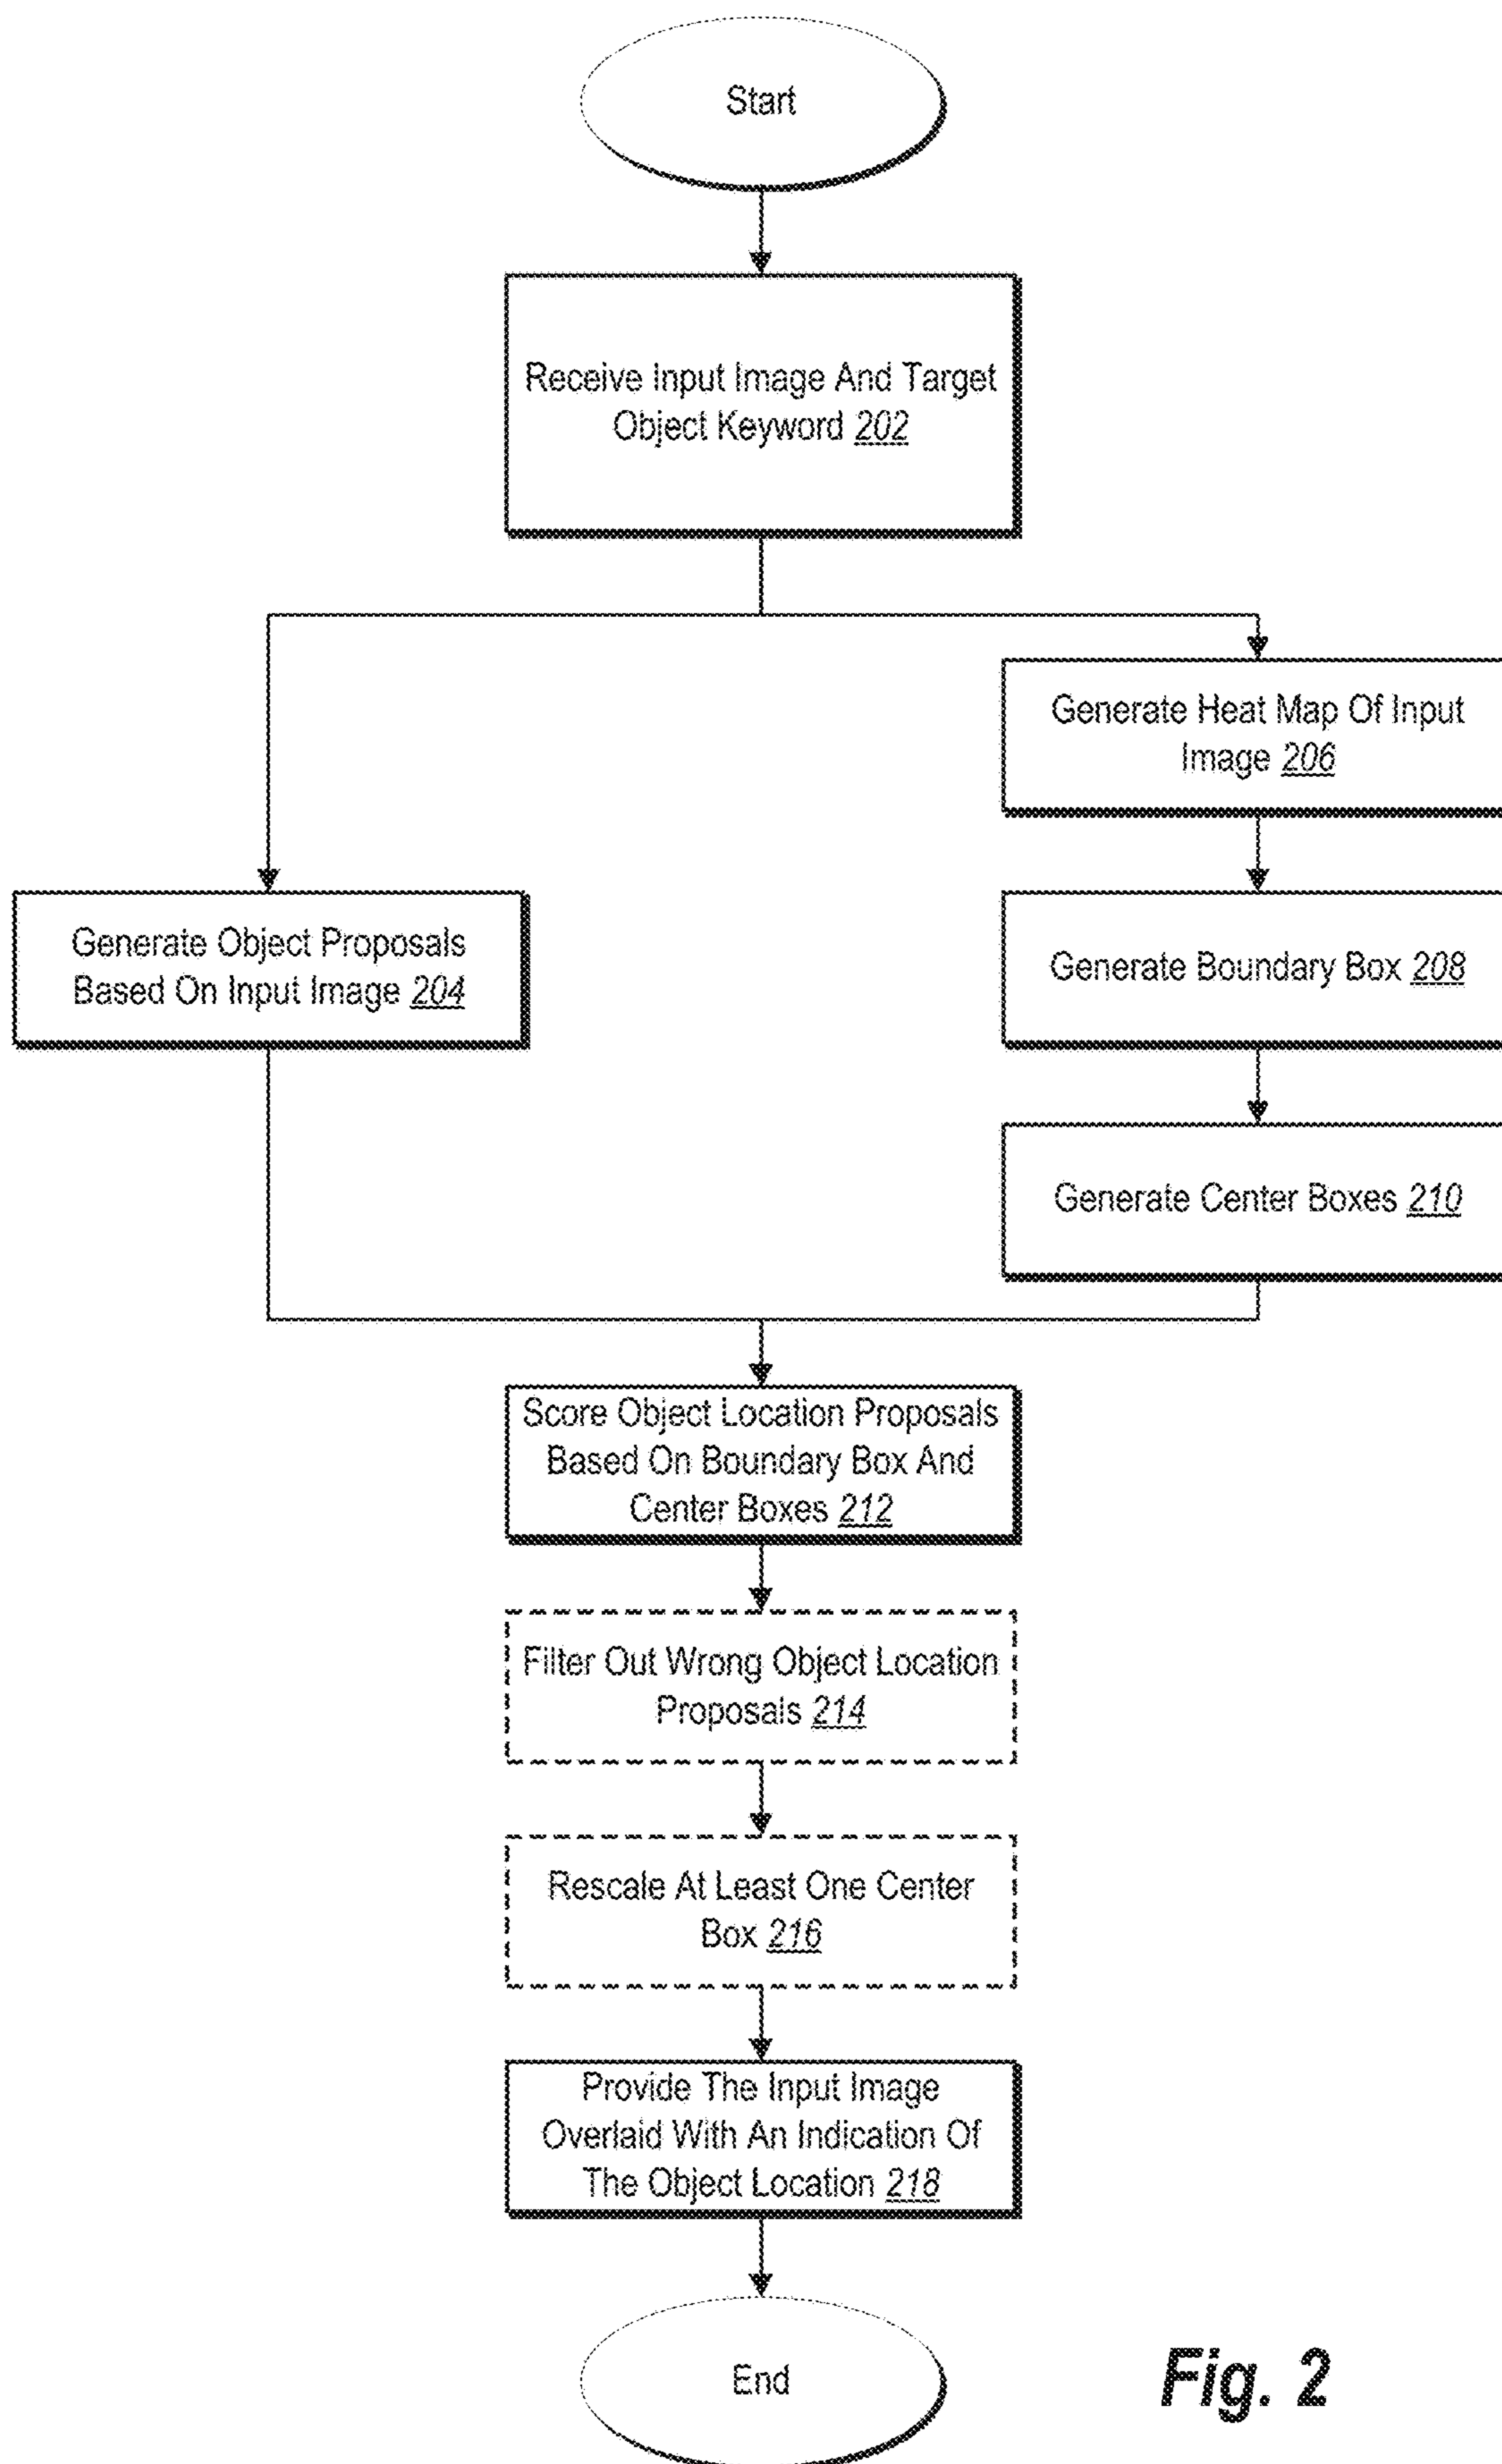 Start
Receive Input Image And Target
Object Keyword 202
Generate Heat Map Of Input
Image 206
Generate Object Proposals
Based On Input Image 204
Generate Boundary Box 208
Generate Center Boxes 210
Score Object Location Proposals
Based On Boundary Box And
Center Boxes 212
Filter Out Wrong Object Location
Proposals 214
Rescale At Least One Center
Box 216
Provide The Input Image
Overlaid With An Indication Of
The Object Location 218
End
Fig. 2